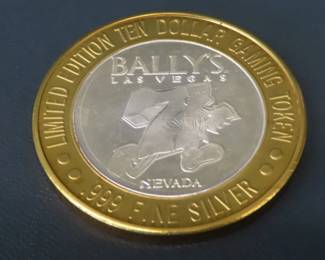 LIMITED EDITION TEN DOLLAR GAMING TOKEN
BALLY'S
LAS VEGAS
NEVADA
.999 FINE SILVER